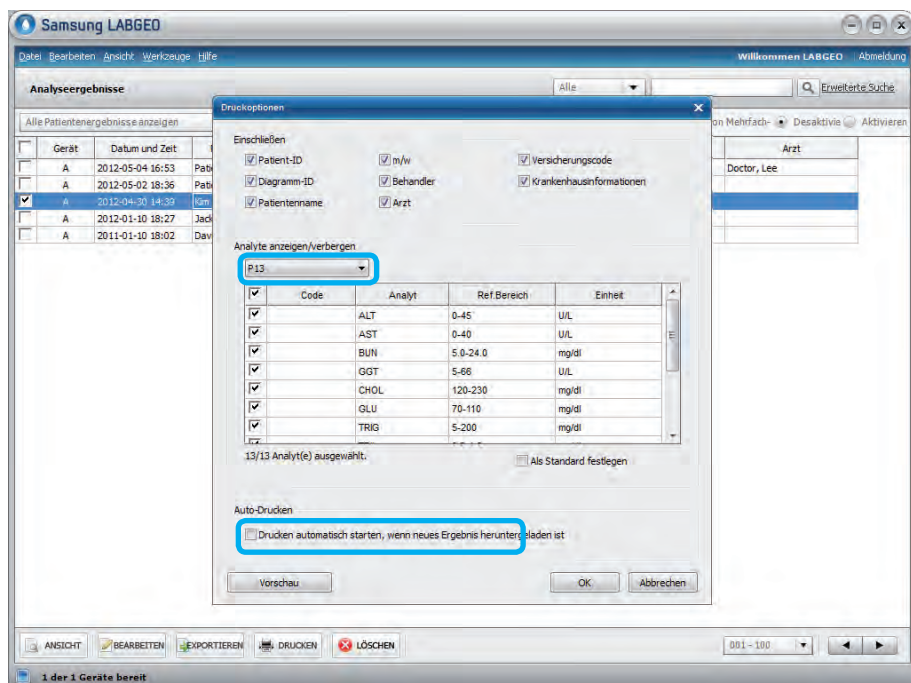 Samsung LABGEO
Datei Bearbeiten Ansicht Werkzeuge Hilfe
Willkommen LABGEO Abmeldung
Analyseergebnisse
Alle
Erweiterte Suche
Alle Patientenergebnisse anzeigen
Mehrfach- Desaktivie Aktivieren
Gerät Datum und Zeit Arzt
A 2012-05-04 16:53 Pati Doctor, Lee
A 2012-05-02 18:36 Pati
A 2012-04-30 14:39 Kim
A 2012-01-10 18:27 Jack
A 2011-01-10 18:02 Dav
Druckoptionen
Einschließen
Patient-ID m/w Versicherungscode
Diagramm-ID Behandler Krankenhausinformationen
Patientenname Arzt
Analyte anzeigen/verbergen
P13
Code Analyt Ref.Bereich Einheit
ALT 0-45 U/L
AST 0-40 U/L
BUN 5.0-24.0 mg/dl
GGT 5-66 U/L
CHOL 120-230 mg/dl
GLU 70-110 mg/dl
TRIG 5-200 mg/dl
13/13 Analyt(e) ausgewählt.
Als Standard festlegen
Auto-Drucken
Drucken automatisch starten, wenn neues Ergebnis heruntergeladen ist
Vorschau OK Abbrechen
ANSICHT BEARBEITEN EXPORTIEREN DRUCKEN LÖSCHEN 001-100
1 der 1 Geräte bereit